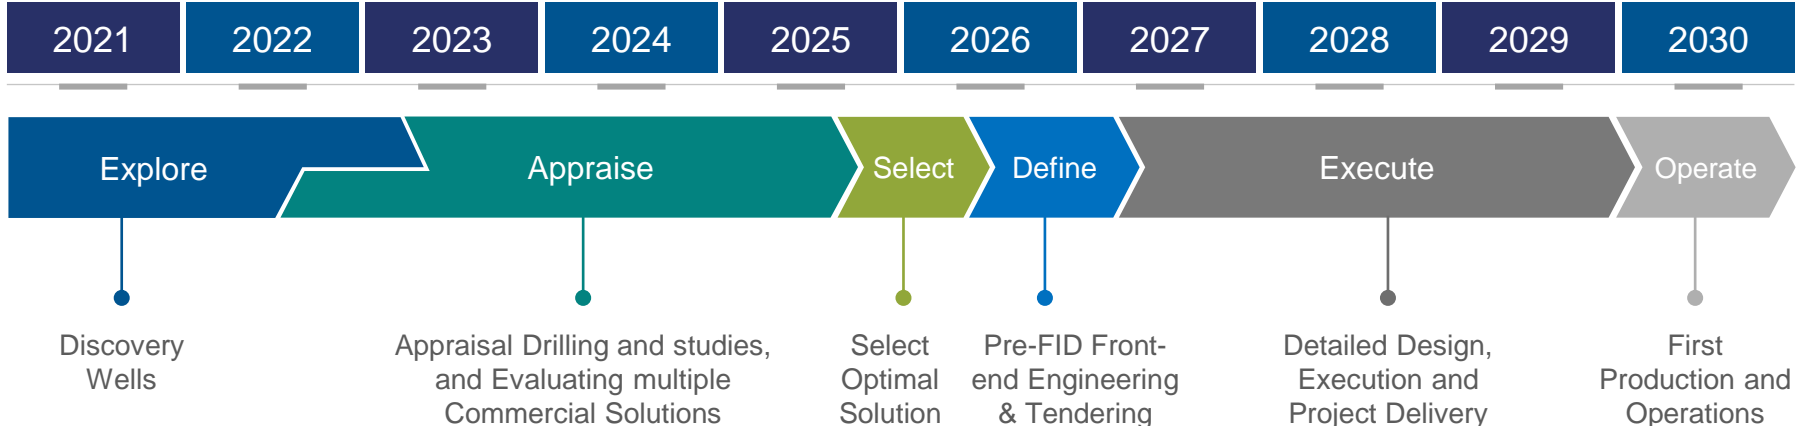 2021 2022 2023 2024 2025 2026 2027 2028 2029 2030
Explore Appraise Select Define Execute Operate
Discovery
Wells
Appraisal Drilling and studies,
and Evaluating multiple
Commercial Solutions
Select
Optimal
Solution
Pre-FID Front-
end Engineering
& Tendering
Detailed Design,
Execution and
Project Delivery
First
Production and
Operations